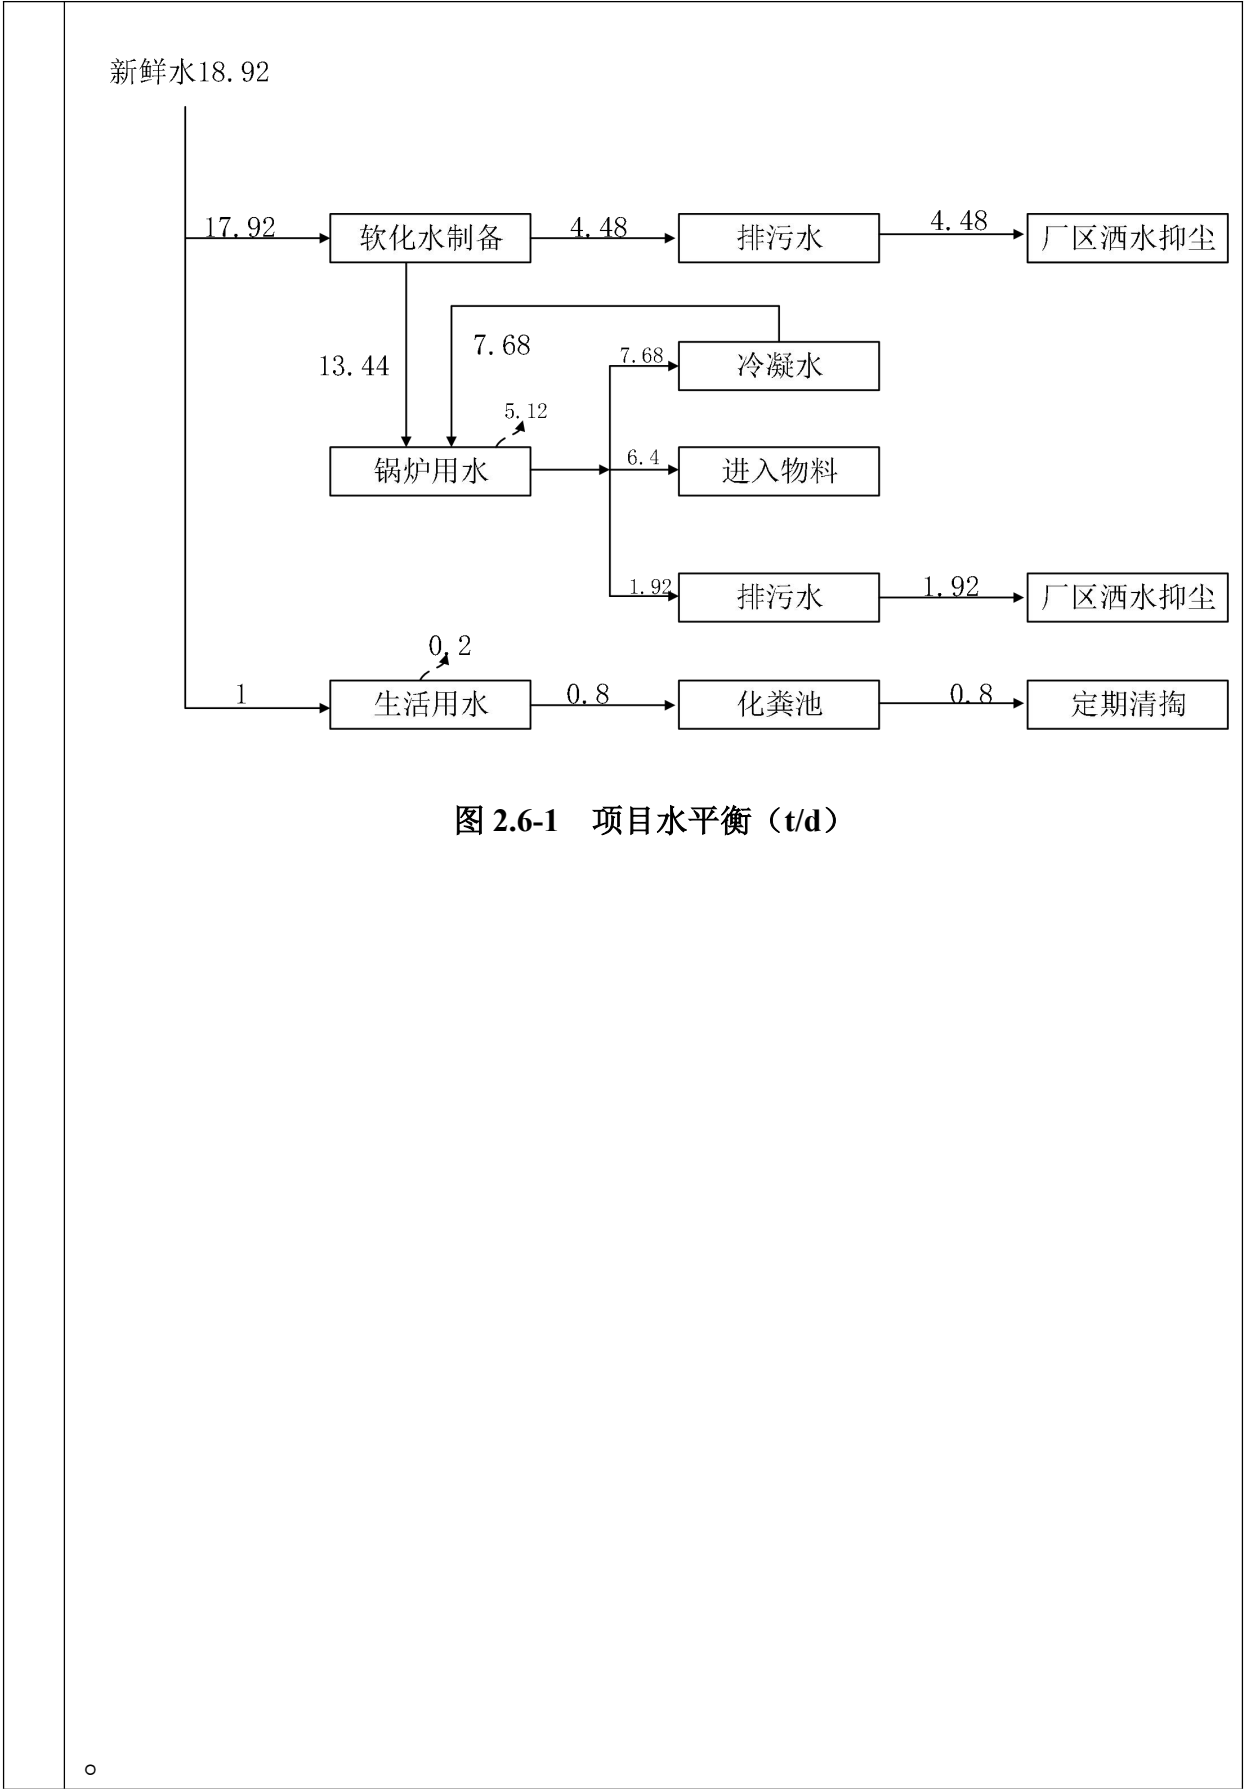 新鲜水18.92
17.92
软化水制备
4.48
排污水
4.48
厂区洒水抑尘
13.44
7.68
7.68
冷凝水
5.12
锅炉用水
6.4
进入物料
1.92
排污水
1.92
厂区洒水抑尘
0.2
1
生活用水
0.8
化粪池
0.8
定期清掏
图 2.6-1 项目水平衡（t/d）
。